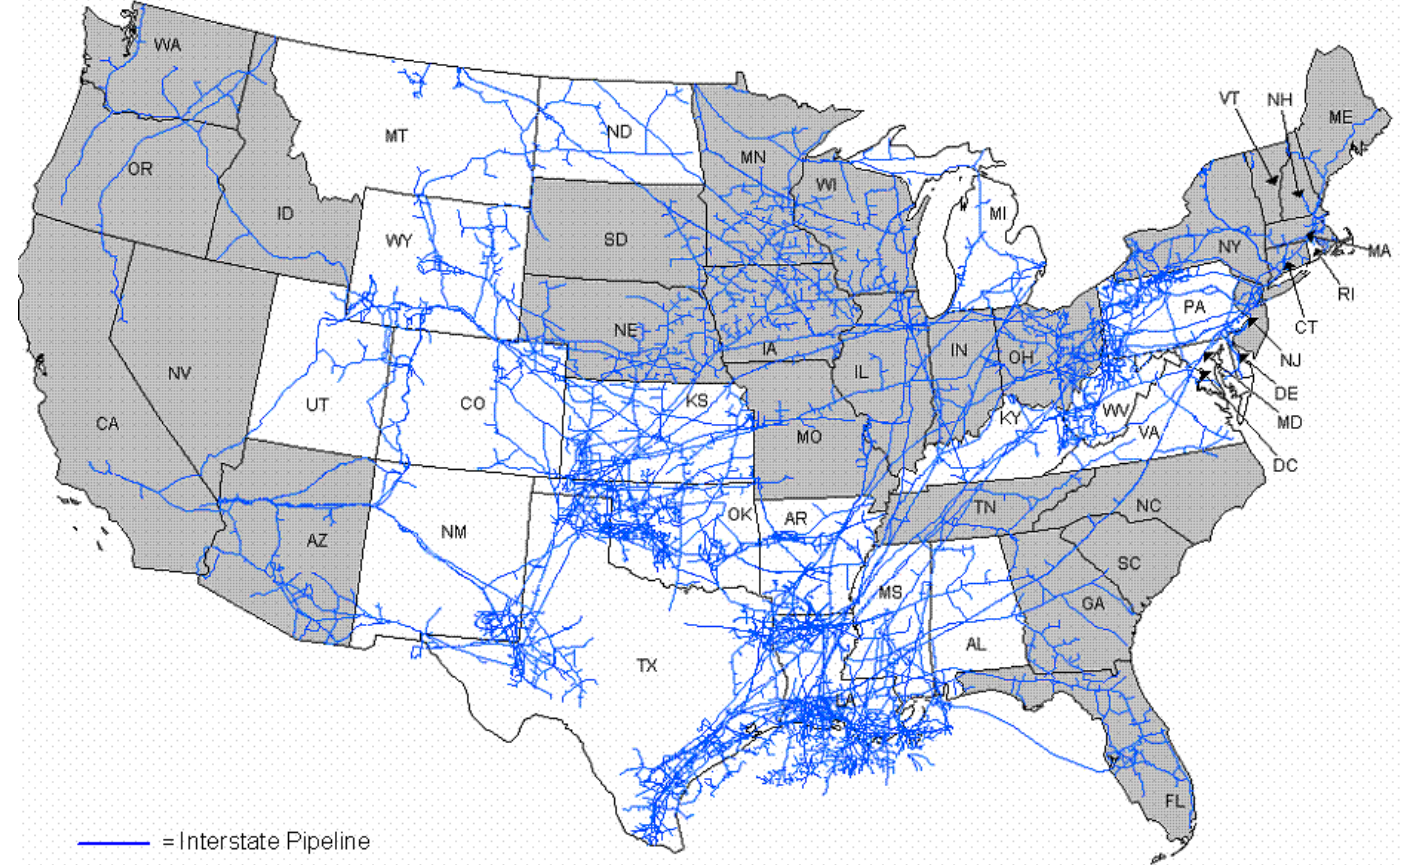 WA
VT
NH
ME
MT
ND
MN
OR
WI
ID
MI
WY
SD
NY
MA
RI
PA
NE
CT
IA
IN
OH
NJ
NV
IL
DE
UT
CO
KS
MD
CA
MO
KY
WV
VA
DC
TN
NC
OK
AR
NM
AZ
SC
MS
GA
AL
TX
LA
FL
= Interstate Pipeline